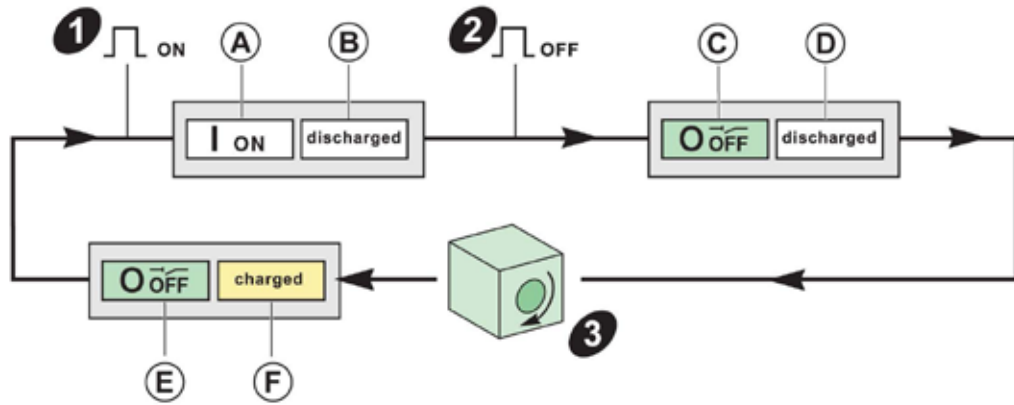 1 ON
A
B
2 OFF
C
D
I ON
discharged
O OFF
discharged
O OFF
charged
3
E
F